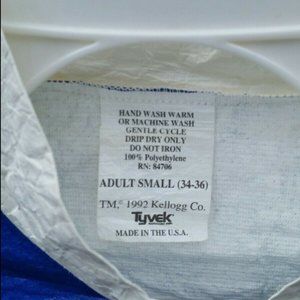 HAND WASH WARM
OR MACHINE WASH
GENTLE CYCLE
DRIP DRY ONLY
DO NOT IRON
100% Polyethylene
RN: 84706
ADULT SMALL (34-36)
TM, 1992 Kellogg Co.
Tyvek
MADE IN THE U.S.A.